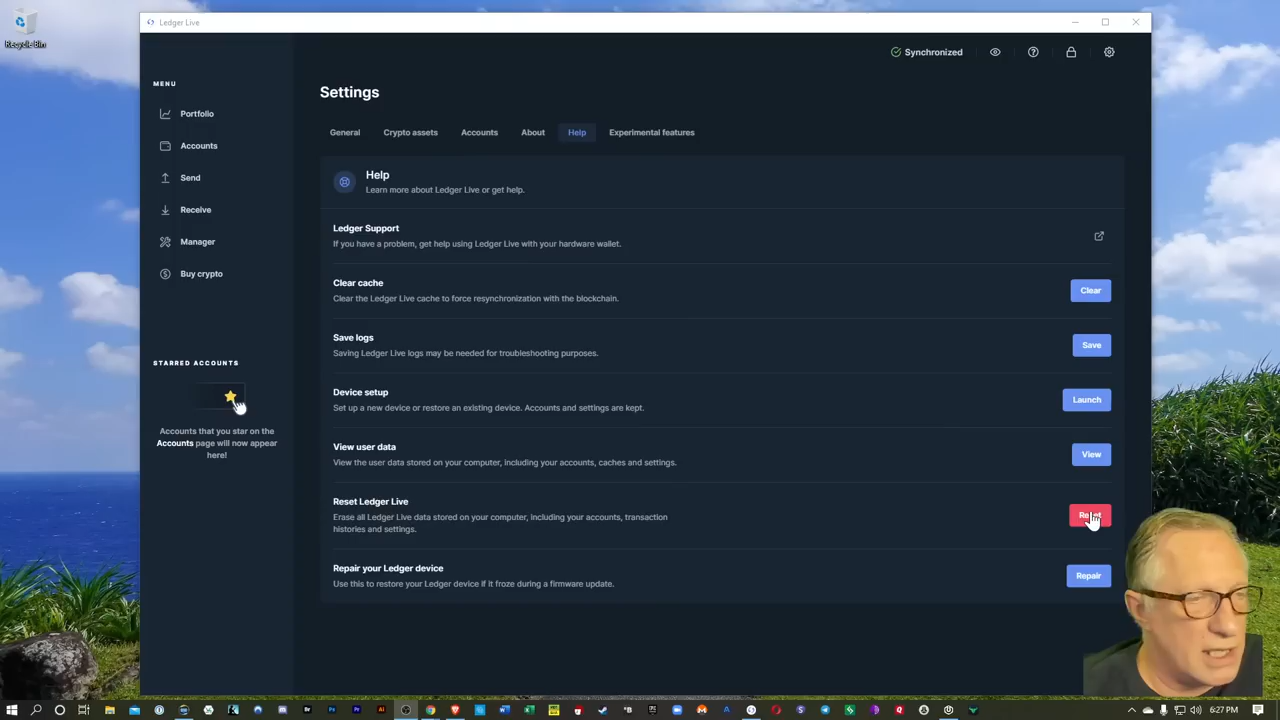 Ledger Live
Recycle Bin
Synchronized
MENU
Portfolio
Accounts
Send
Receive
Manager
Buy crypto
STARRED ACCOUNTS
Accounts that you star on the
Accounts page will now appear
here!
Settings
General
Crypto assets
Accounts
About
Help
Experimental features
Help
Learn more about Ledger Live or get help.
Ledger Support
If you have a problem, get help using Ledger Live with your hardware wallet.
Clear cache
Clear the Ledger Live cache to force resynchronization with the blockchain.
Clear
Save logs
Saving Ledger Live logs may be needed for troubleshooting purposes.
Save
Device setup
Set up a new device or restore an existing device. Accounts and settings are kept.
Launch
View user data
View the user data stored on your computer, including your accounts, caches and settings.
View
Reset Ledger Live
Erase all Ledger Live data stored on your computer, including your accounts, transaction
histories and settings.
Reset
Repair your Ledger device
Use this to restore your Ledger device if it froze during a firmware update.
Repair
Br
Ps
Pr
Ai
6:27 PM